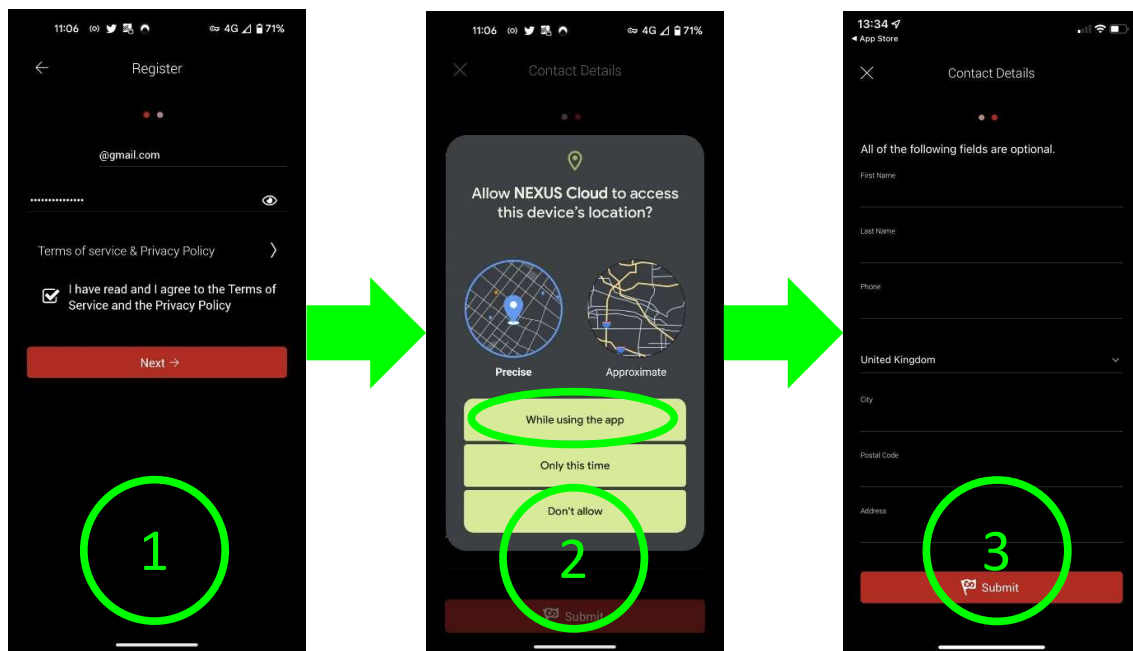 11:06 4G 71%
Register
@gmail.com
Terms of service & Privacy Policy
I have read and I agree to the Terms of
Service and the Privacy Policy
Next →
1
11:06 4G 71%
Contact Details
Allow NEXUS Cloud to access
this device's location?
Precise Approximate
While using the app
Only this time
Don't allow
2
Submit
13:34
App Store
Contact Details
All of the following fields are optional.
First Name
Last Name
Phone
United Kingdom
City
Postal Code
Address
3
Submit